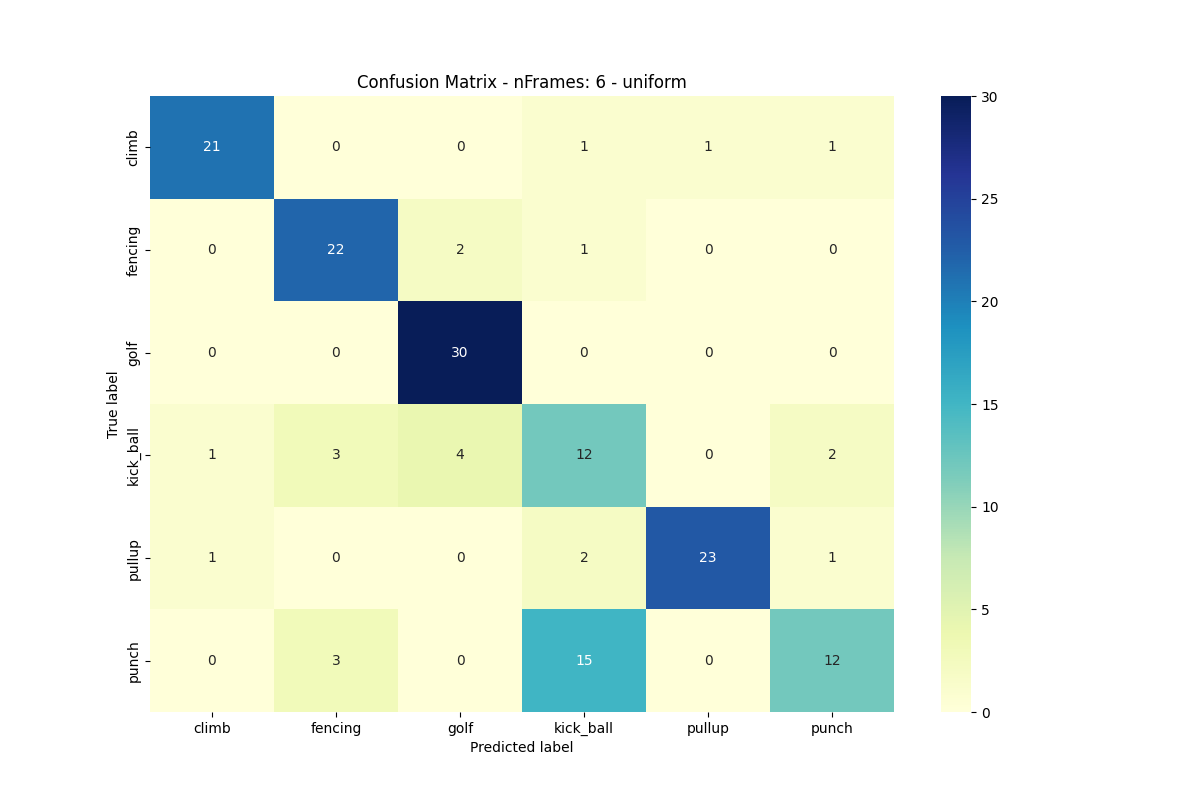 Confusion Matrix - nFrames: 6 - uniform
True label
climb
21 0 0 1 1 1
fencing
0 22 2 1 0 0
golf
0 0 30 0 0 0
kick_ball
1 3 4 12 0 2
pullup
1 0 0 2 23 1
punch
0 3 0 15 0 12
climb fencing golf kick_ball pullup punch
Predicted label
30
25
20
15
10
5
0